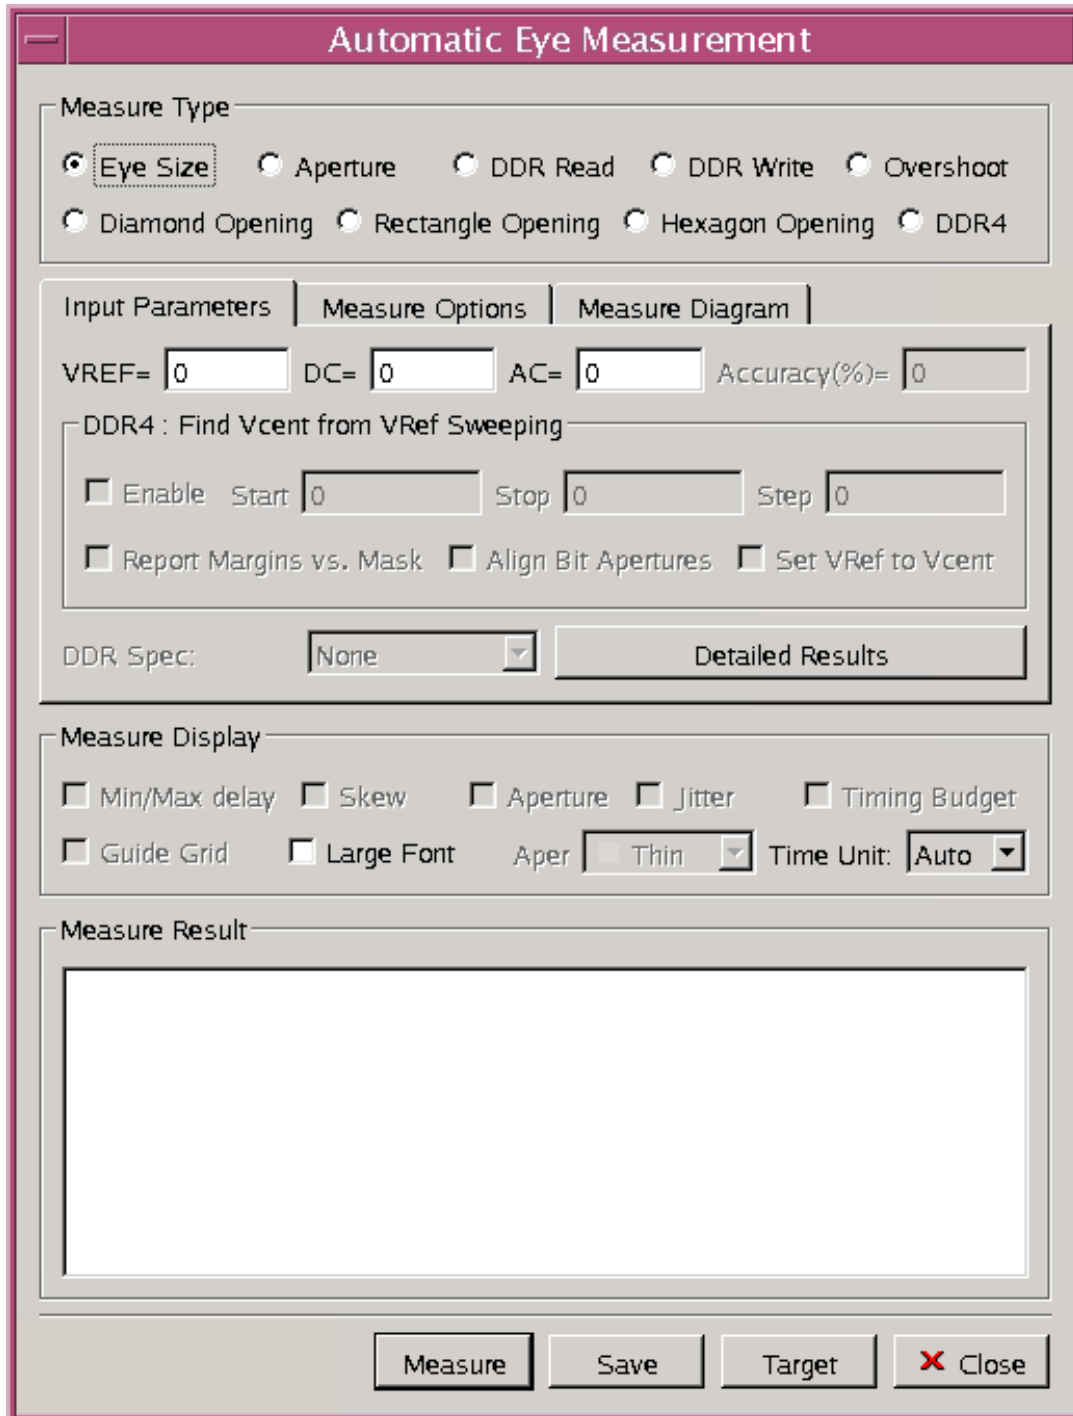 Automatic Eye Measurement
Measure Type
Eye Size Aperture DDR Read DDR Write Overshoot
Diamond Opening Rectangle Opening Hexagon Opening DDR4
Input Parameters Measure Options Measure Diagram
VREF= 0 DC= 0 AC= 0 Accuracy(%)= 0
DDR4 : Find Vcent from VRef Sweeping
Enable Start 0 Stop 0 Step 0
Report Margins vs. Mask Align Bit Apertures Set VRef to Vcent
DDR Spec: None Detailed Results
Measure Display
Min/Max delay Skew Aperture Jitter Timing Budget
Guide Grid Large Font Aper Thin Time Unit: Auto
Measure Result
Measure Save Target Close